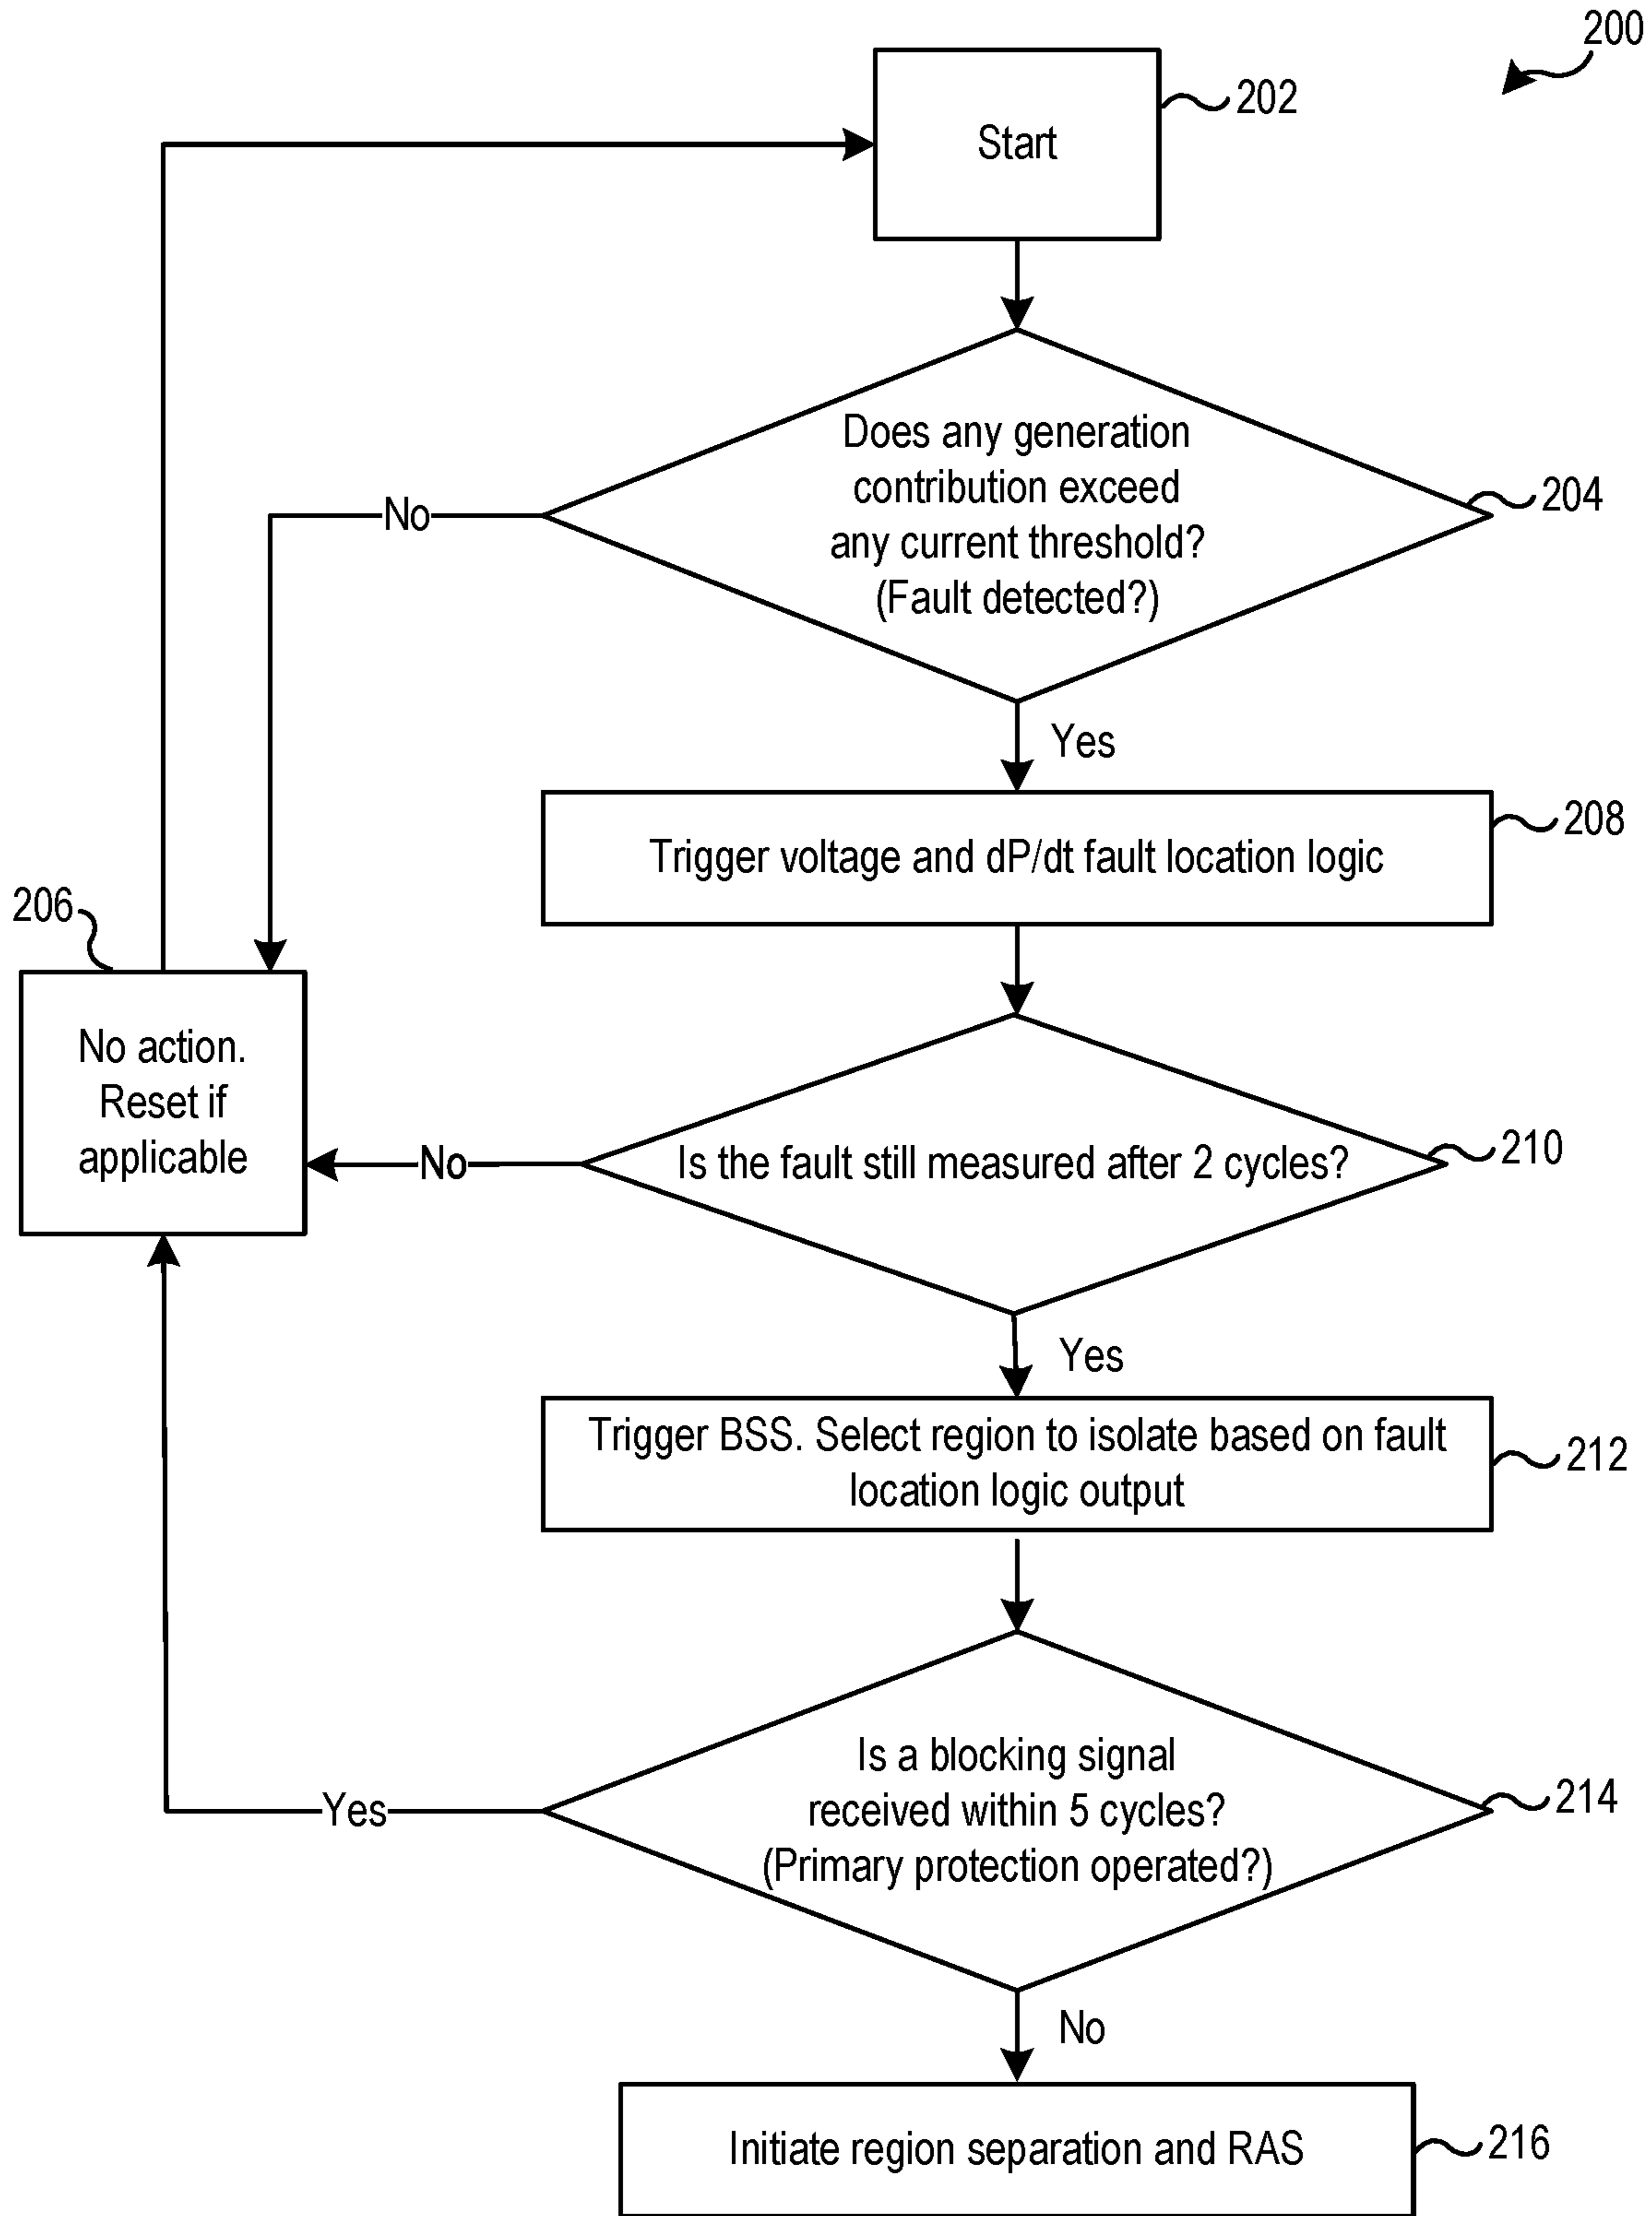 200
202
Start
Does any generation
contribution exceed
any current threshold?
(Fault detected?)
204
No
Yes
208
Trigger voltage and dP/dt fault location logic
206
No action.
Reset if
applicable
No
Is the fault still measured after 2 cycles?
210
Yes
Trigger BSS. Select region to isolate based on fault
location logic output
212
Is a blocking signal
received within 5 cycles?
(Primary protection operated?)
214
Yes
No
Initiate region separation and RAS
216